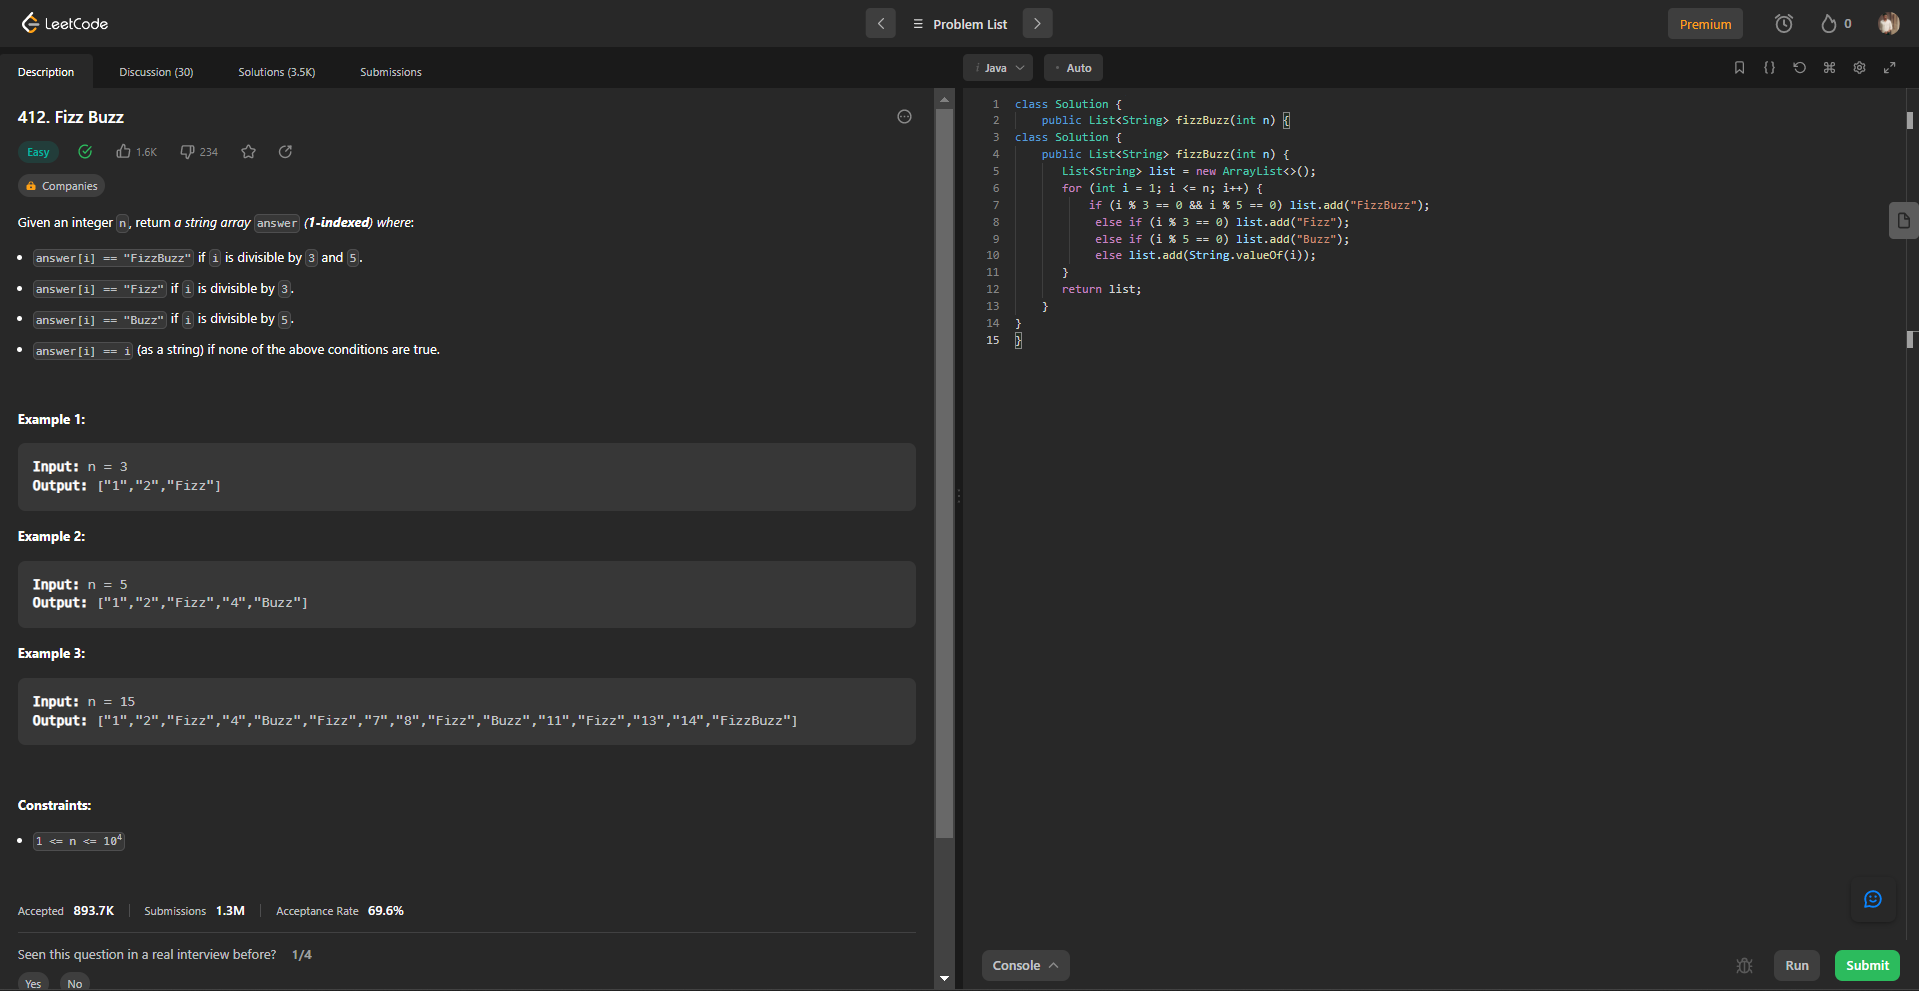 LeetCode
Problem List
Premium
0
Description
Discussion (30)
Solutions (3.5K)
Submissions
412. Fizz Buzz
Easy
1.6K
234
Companies
Given an integer n, return a string array answer (1-indexed) where:
• answer[i] == "FizzBuzz" if i is divisible by 3 and 5.
• answer[i] == "Fizz" if i is divisible by 3.
• answer[i] == "Buzz" if i is divisible by 5.
• answer[i] == i (as a string) if none of the above conditions are true.
Example 1:
Input: n = 3
Output: ["1","2","Fizz"]
Example 2:
Input: n = 5
Output: ["1","2","Fizz","4","Buzz"]
Example 3:
Input: n = 15
Output: ["1","2","Fizz","4","Buzz","Fizz","7","8","Fizz","Buzz","11","Fizz","13","14","FizzBuzz"]
Constraints:
• 1 <= n <= 10⁴
Accepted 893.7K
Submissions 1.3M
Acceptance Rate 69.6%
Seen this question in a real interview before? 1/4
Yes
No
i Java
• Auto
1 class Solution {
2     public List<String> fizzBuzz(int n) {
3 class Solution {
4     public List<String> fizzBuzz(int n) {
5        List<String> list = new ArrayList<>();
6        for (int i = 1; i <= n; i++) {
7            if (i % 3 == 0 && i % 5 == 0) list.add("FizzBuzz");
8             else if (i % 3 == 0) list.add("Fizz");
9             else if (i % 5 == 0) list.add("Buzz");
10             else list.add(String.valueOf(i));
11        }
12        return list;
13     }
14 }
15 }
Console
Run
Submit